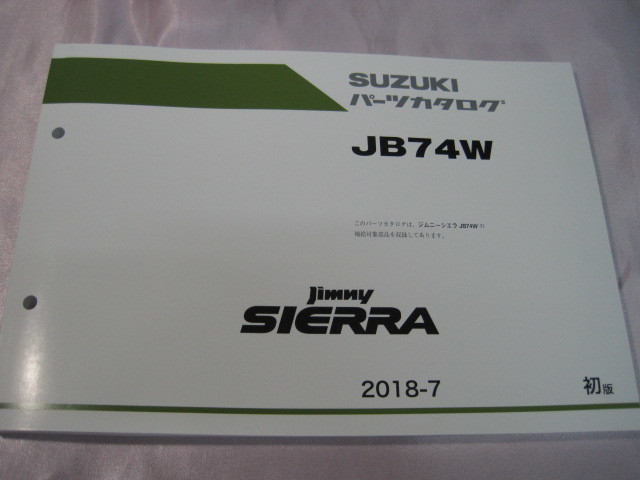 SUZUKI
パーツカタログ
JB74W
このパーツカタログは、ジムニーシエラ JB74W の
補給対象部品を収録してあります。
Jimny
SIERRA
2018-7
初版